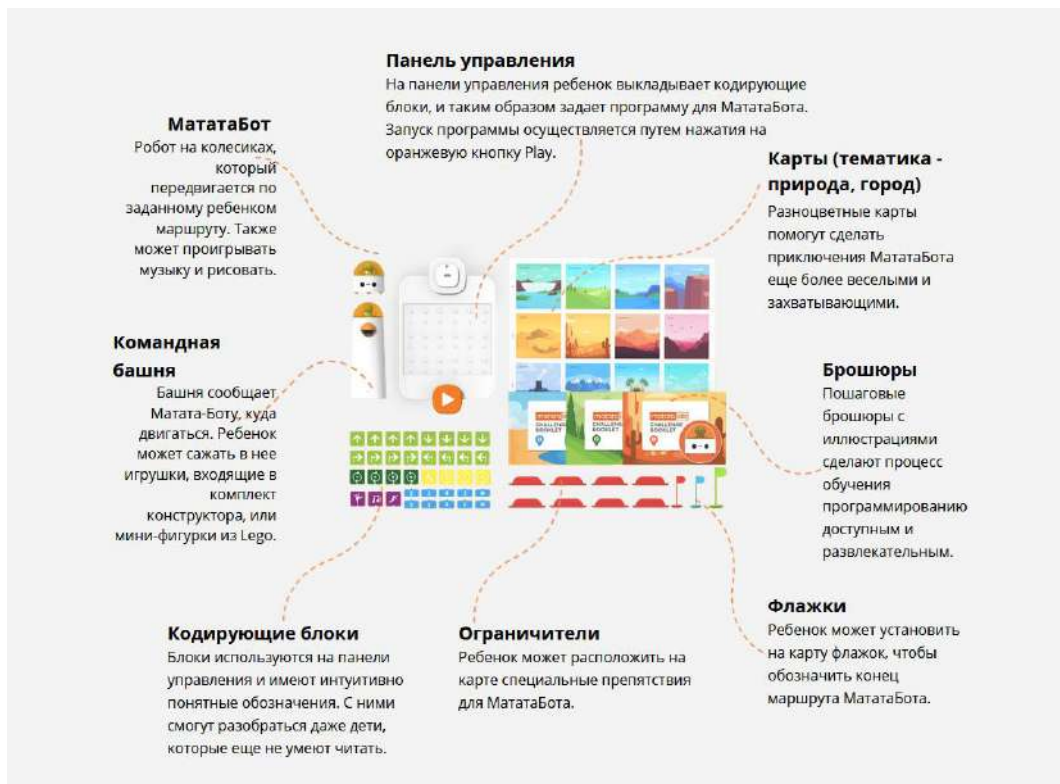 Панель управления
На панели управления ребенок выкладывает кодирующие
блоки, и таким образом задает программу для МататаБота.
Запуск программы осуществляется путем нажатия на
оранжевую кнопку Play.
МататаБот
Робот на колесиках,
который
передвигается по
заданному ребенком
маршруту. Также
может проигрывать
музыку и рисовать.
Карты (тематика -
природа, город)
Разноцветные карты
помогут сделать
приключения МататаБота
еще более веселыми и
захватывающими.
Командная
башня
Башня сообщает
Матата-Боту, куда
двигаться. Ребенок
может сажать в нее
игрушки, входящие в
комплект
конструктора, или
мини-фигурки из Lego.
CHALLENGE
BOOKLET
CHALLENGE
BOOKLET
CHALLENGE
BOOKLET
Брошюры
Пошаговые
брошюры с
иллюстрациями
сделают процесс
обучения
программированию
доступным и
развлекательным.
Кодирующие блоки
Блоки используются на панели
управления и имеют интуитивно
понятные обозначения. С ними
смогут разобраться даже дети,
которые еще не умеют читать.
Ограничители
Ребенок может расположить на
карте специальные препятствия
для МататаБота.
Флажки
Ребенок может установить
на карту флажок, чтобы
обозначить конец
маршрута МататаБота.